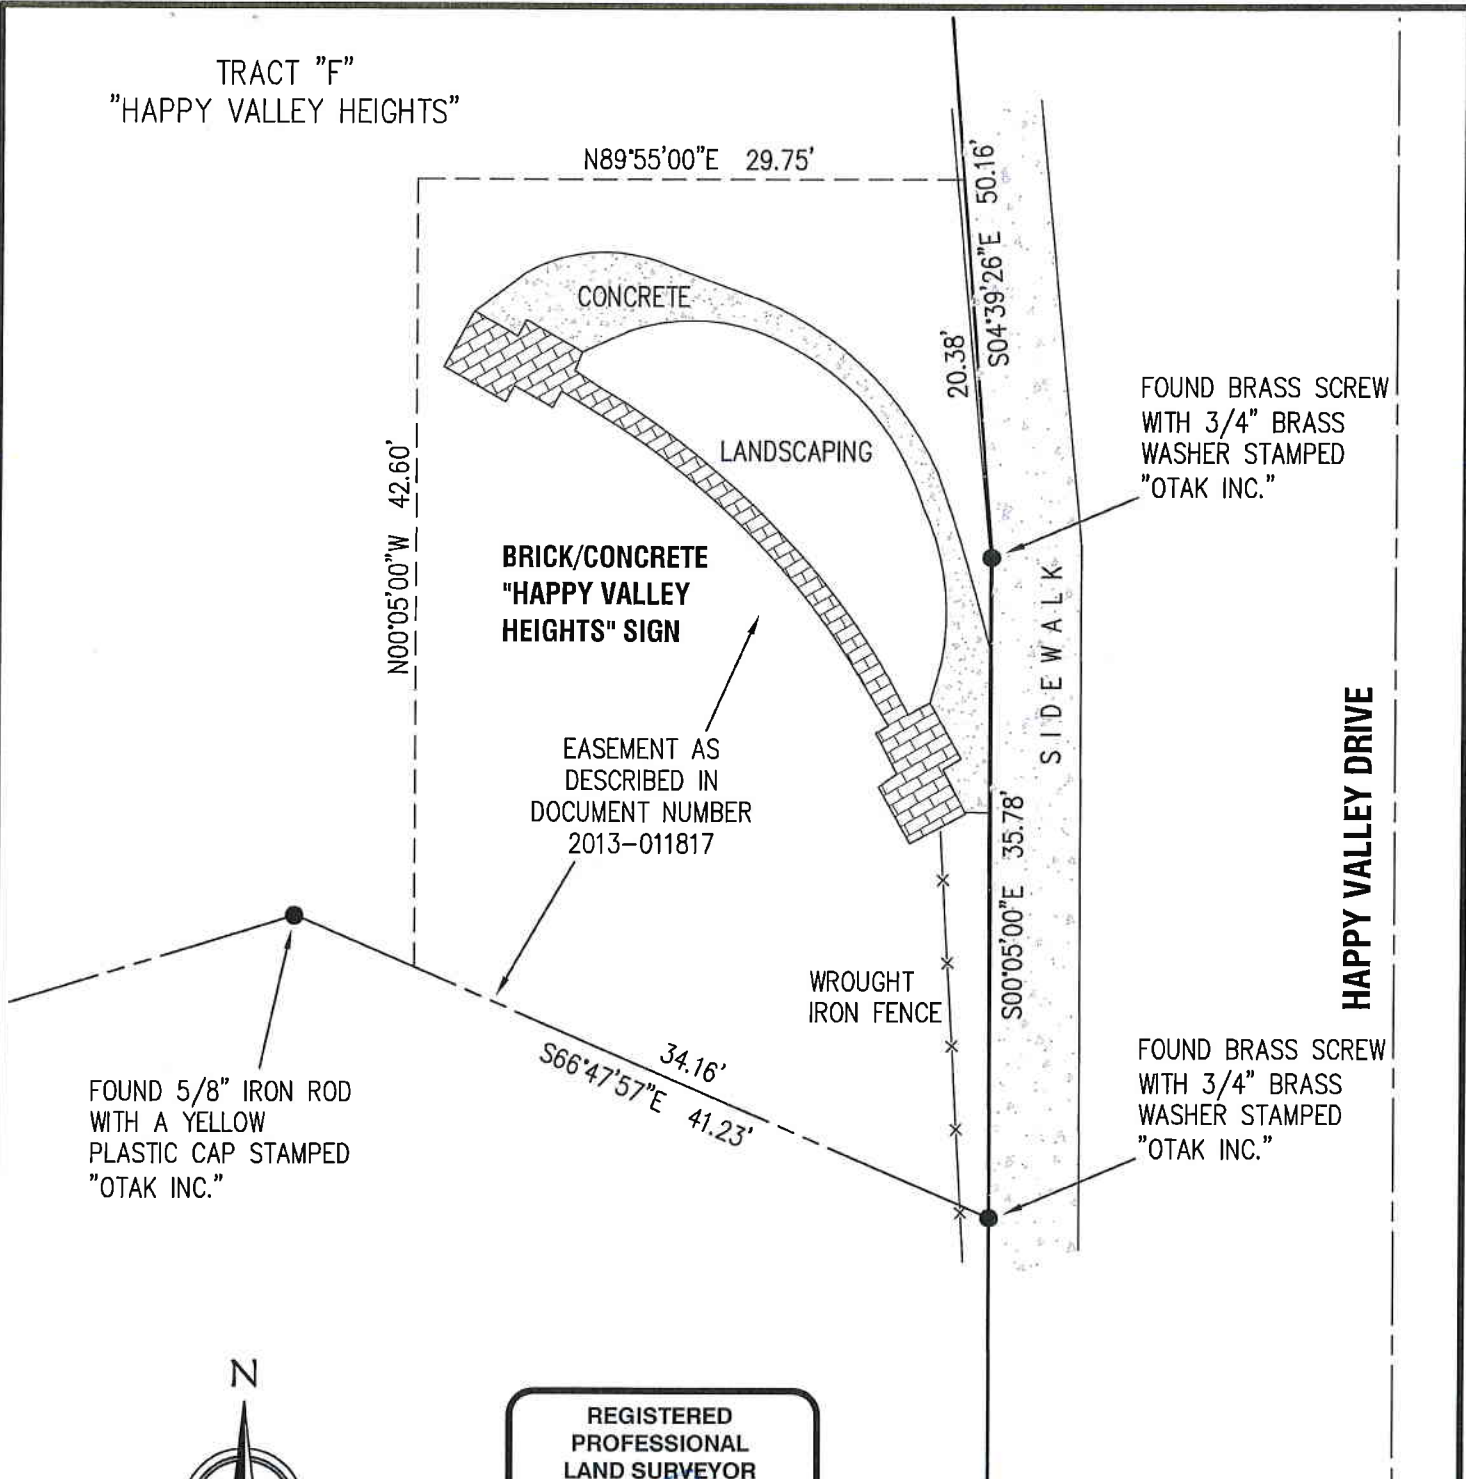 TRACT "F"
"HAPPY VALLEY HEIGHTS"
N89°55'00"E 29.75'
S04°39'26"E 50.16'
20.38'
CONCRETE
LANDSCAPING
N00°05'00"W 42.60'
BRICK/CONCRETE
"HAPPY VALLEY
HEIGHTS" SIGN
FOUND BRASS SCREW
WITH 3/4" BRASS
WASHER STAMPED
"OTAK INC."
SIDEWALK
HAPPY VALLEY DRIVE
EASEMENT AS
DESCRIBED IN
DOCUMENT NUMBER
2013-011817
S00°05'00"E 35.78'
WROUGHT
IRON FENCE
34.16'
S66°47'57"E 41.23'
FOUND 5/8" IRON ROD
WITH A YELLOW
PLASTIC CAP STAMPED
"OTAK INC."
FOUND BRASS SCREW
WITH 3/4" BRASS
WASHER STAMPED
"OTAK INC."
N
REGISTERED
PROFESSIONAL
LAND SURVEYOR